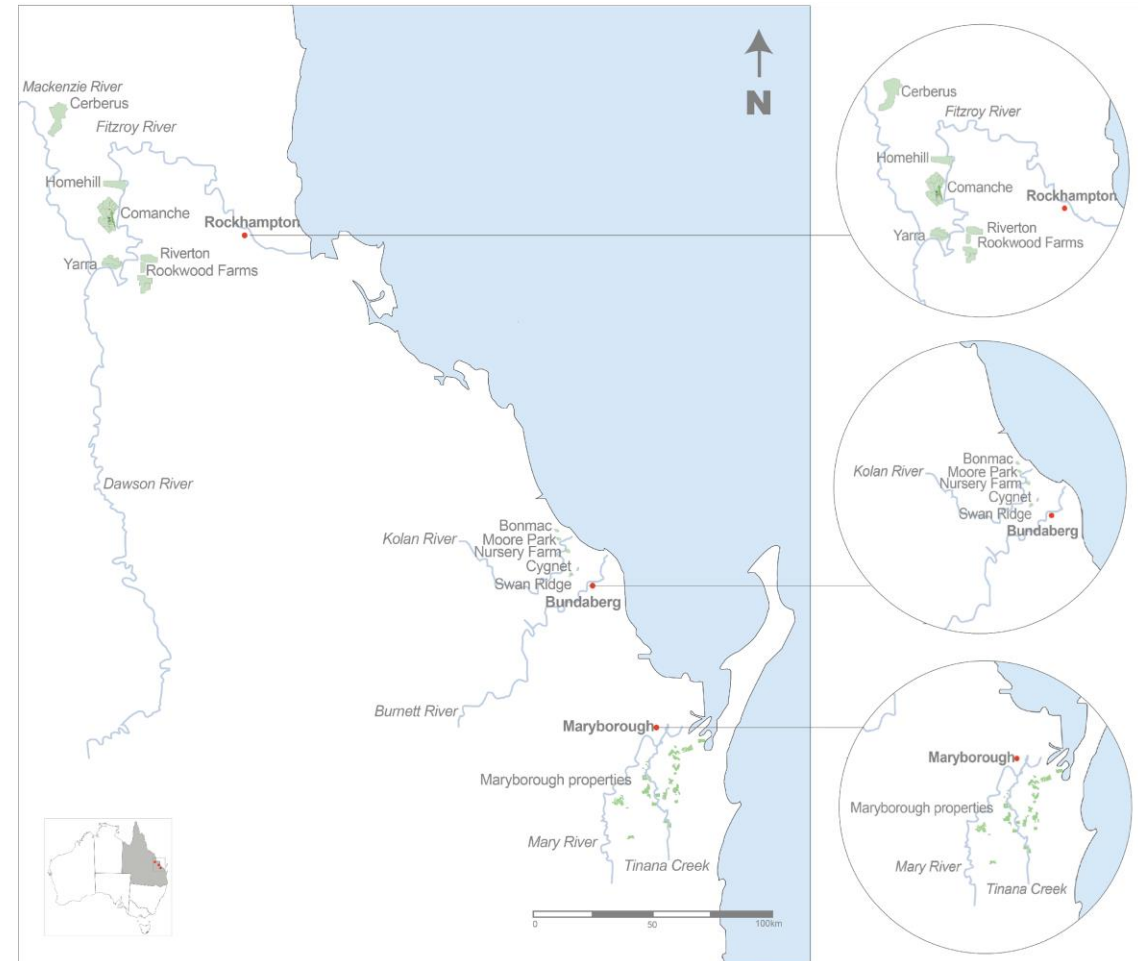 Mackenzie River
Cerberus
Fitzroy River
Homehill
Comanche
Rockhampton
Yarra
Riverton
Rookwood Farms
Dawson River
Kolan River
Bonmac
Moore Park
Nursery Farm
Cygnet
Swan Ridge
Bundaberg
Burnett River
Maryborough
Maryborough properties
Mary River
Tinana Creek
0
50
100km
N
Cerberus
Fitzroy River
Homehill
Comanche
Rockhampton
Yarra
Riverton
Rookwood Farms
Bonmac
Kolan River
Moore Park
Nursery Farm
Cygnet
Swan Ridge
Bundaberg
Maryborough
Maryborough properties
Mary River
Tinana Creek